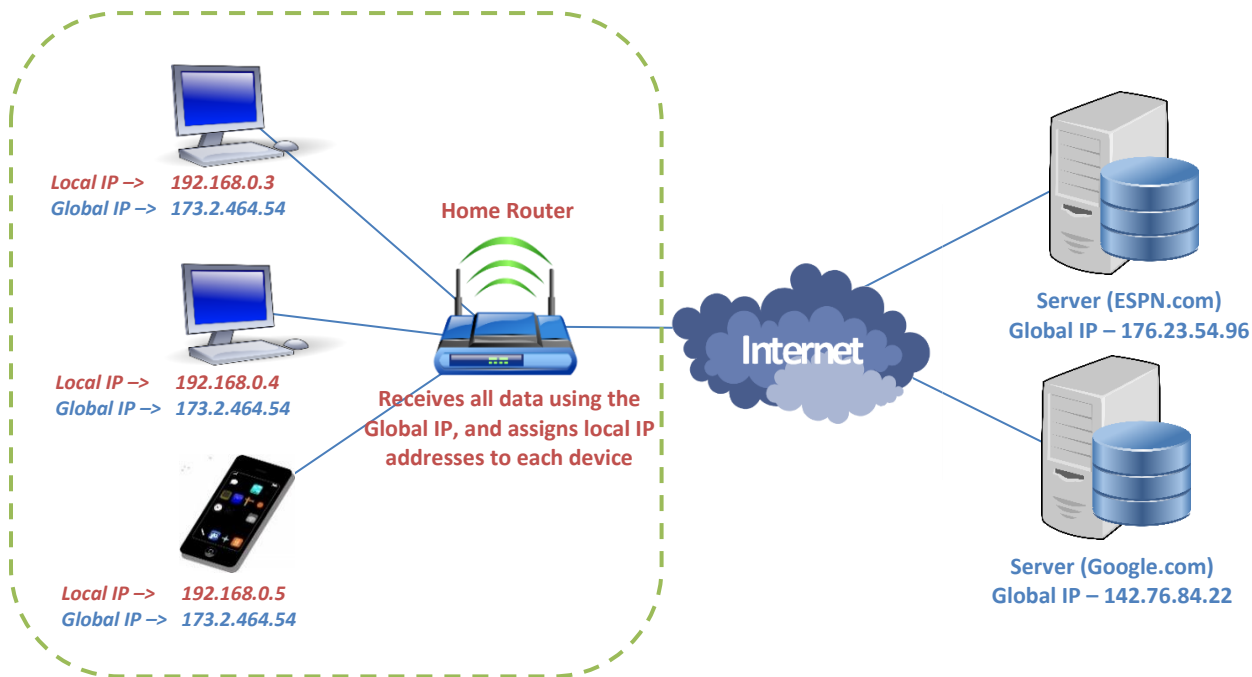 Local IP –> 192.168.0.3
Global IP –> 173.2.464.54
Home Router
Local IP –> 192.168.0.4
Global IP –> 173.2.464.54
Receives all data using the
Global IP, and assigns local IP
addresses to each device
Local IP –> 192.168.0.5
Global IP –> 173.2.464.54
Internet
Server (ESPN.com)
Global IP – 176.23.54.96
Server (Google.com)
Global IP – 142.76.84.22